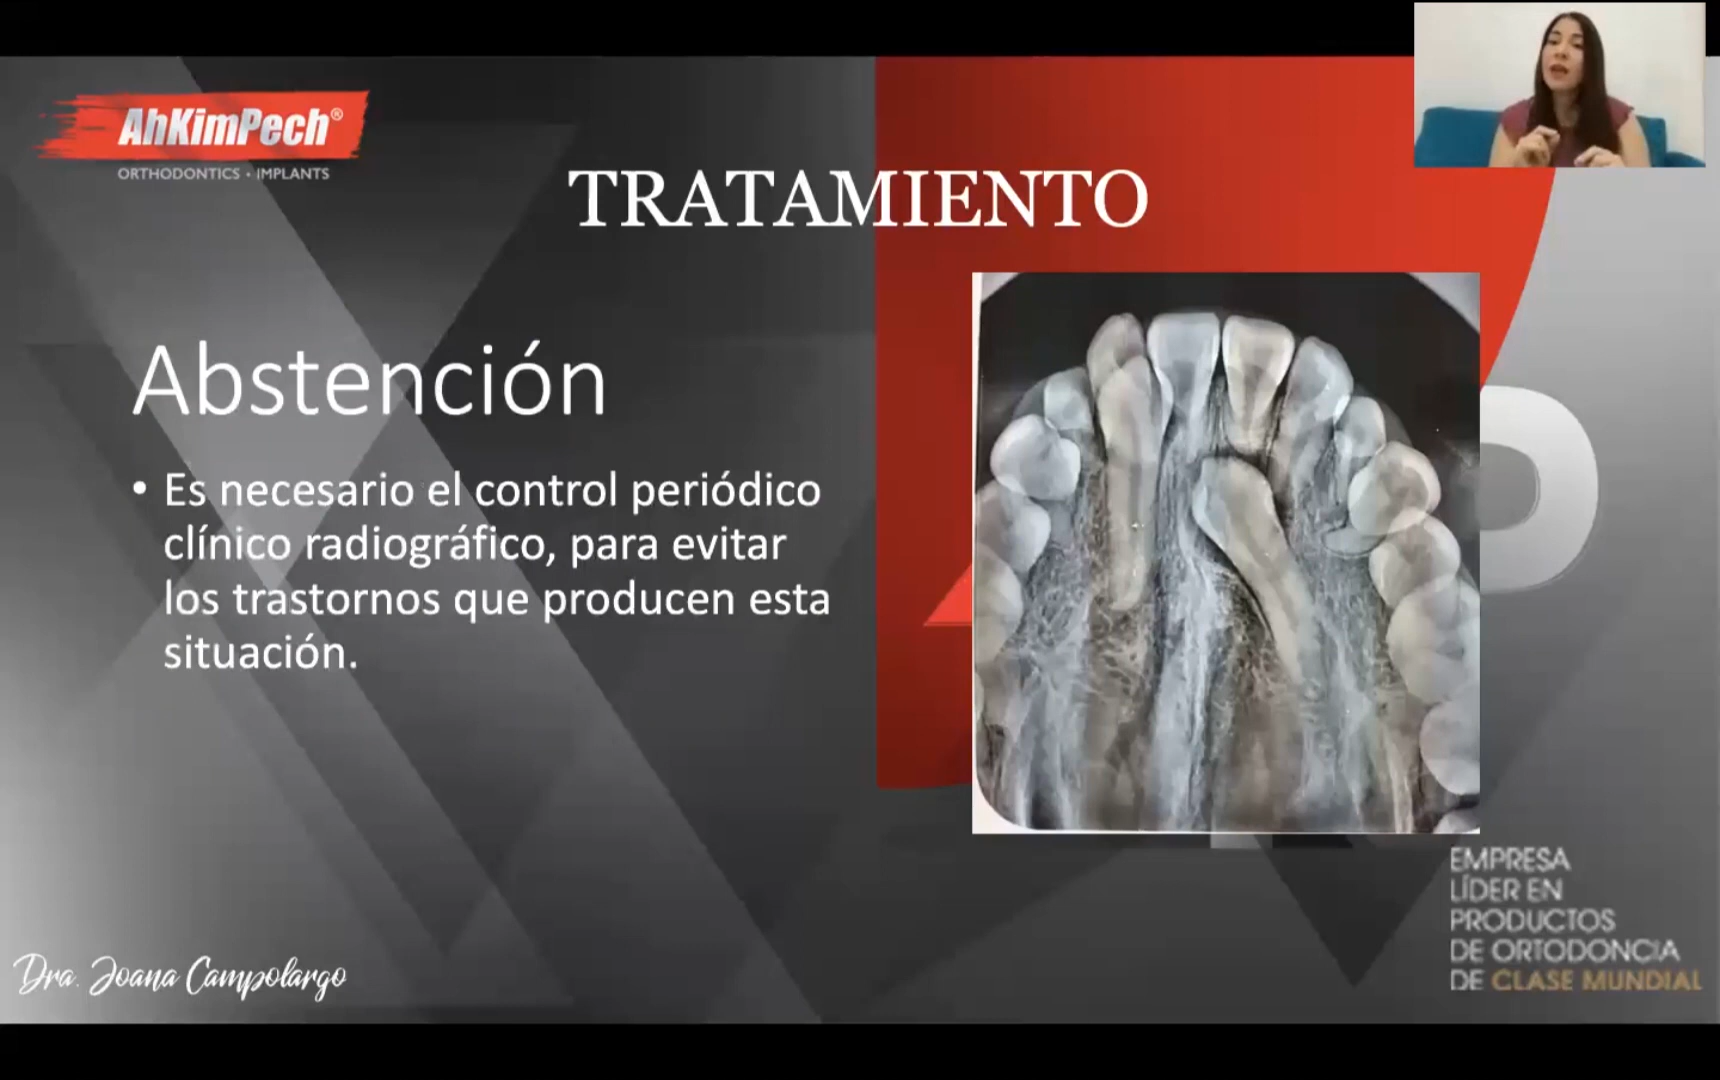 AhKimPech®
ORTHODONTICS • IMPLANTS
TRATAMIENTO
Abstención
• Es necesario el control periódico
clínico radiográfico, para evitar
los trastornos que producen esta
situación.
Dra. Joana Campolargo
EMPRESA
LÍDER EN
PRODUCTOS
DE ORTODONCIA
DE CLASE MUNDIAL